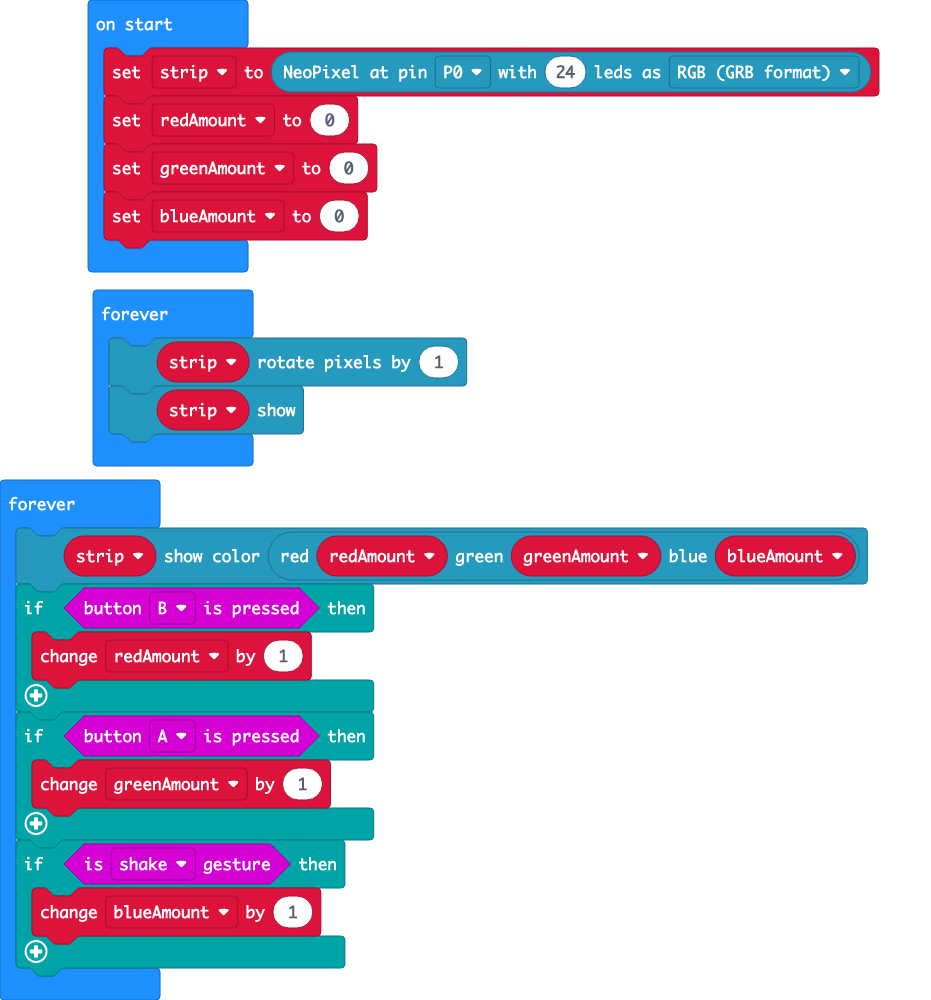 on start
set strip to NeoPixel at pin P0 with 24 leds as RGB (GRB format)
set redAmount to 0
set greenAmount to 0
set blueAmount to 0
forever
strip rotate pixels by 1
strip show
forever
strip show color red redAmount green greenAmount blue blueAmount
if button B is pressed then
change redAmount by 1
if button A is pressed then
change greenAmount by 1
if is shake gesture then
change blueAmount by 1